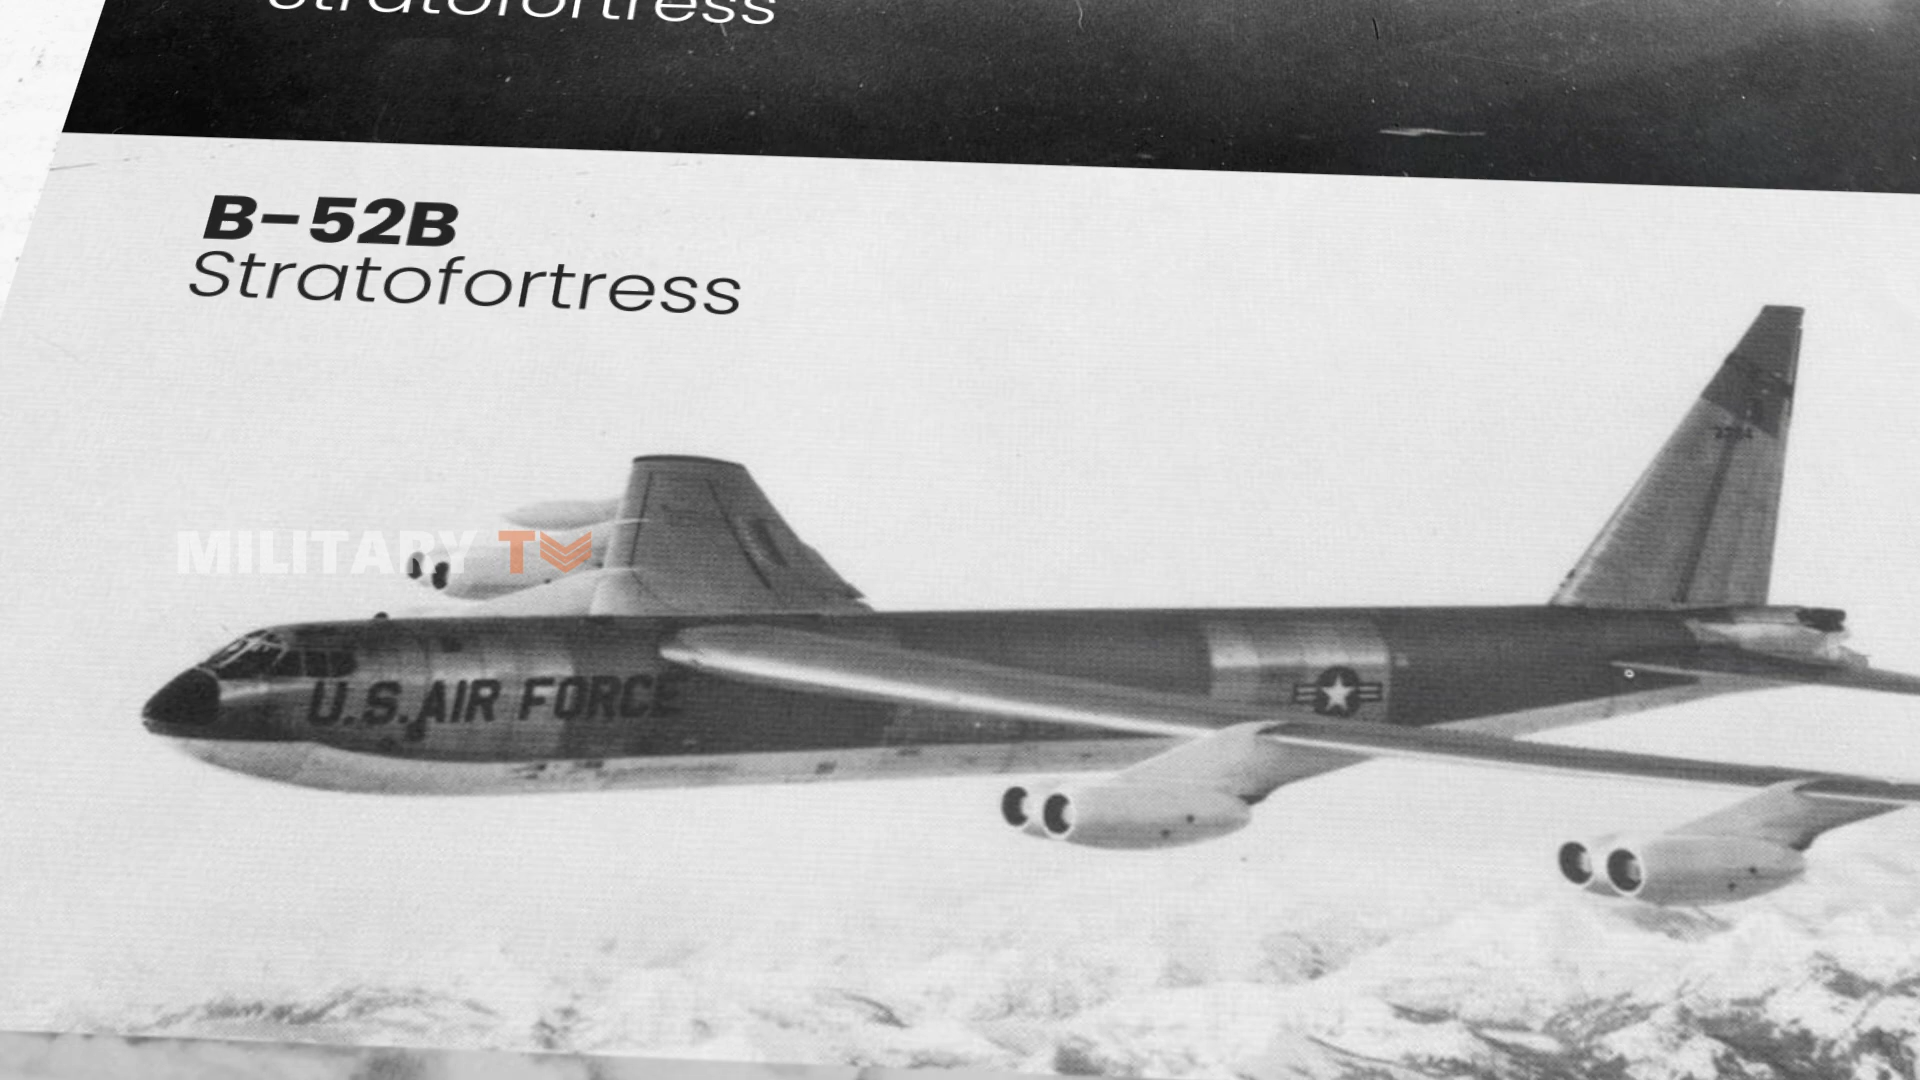 Stratofortress
B-52B
Stratofortress
MILITARY TV
U.S. AIR FORCE